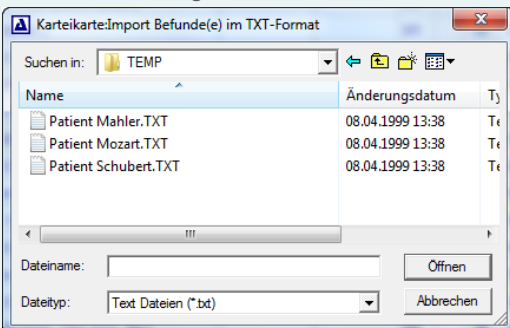 Karteikarte:Import Befunde(e) im TXT-Format
Suchen in: TEMP
Name Änderungsdatum
Patient Mahler.TXT 08.04.1999 13:38
Patient Mozart.TXT 08.04.1999 13:38
Patient Schubert.TXT 08.04.1999 13:38
Dateiname: Öffnen
Dateityp: Text Dateien (*.txt) Abbrechen